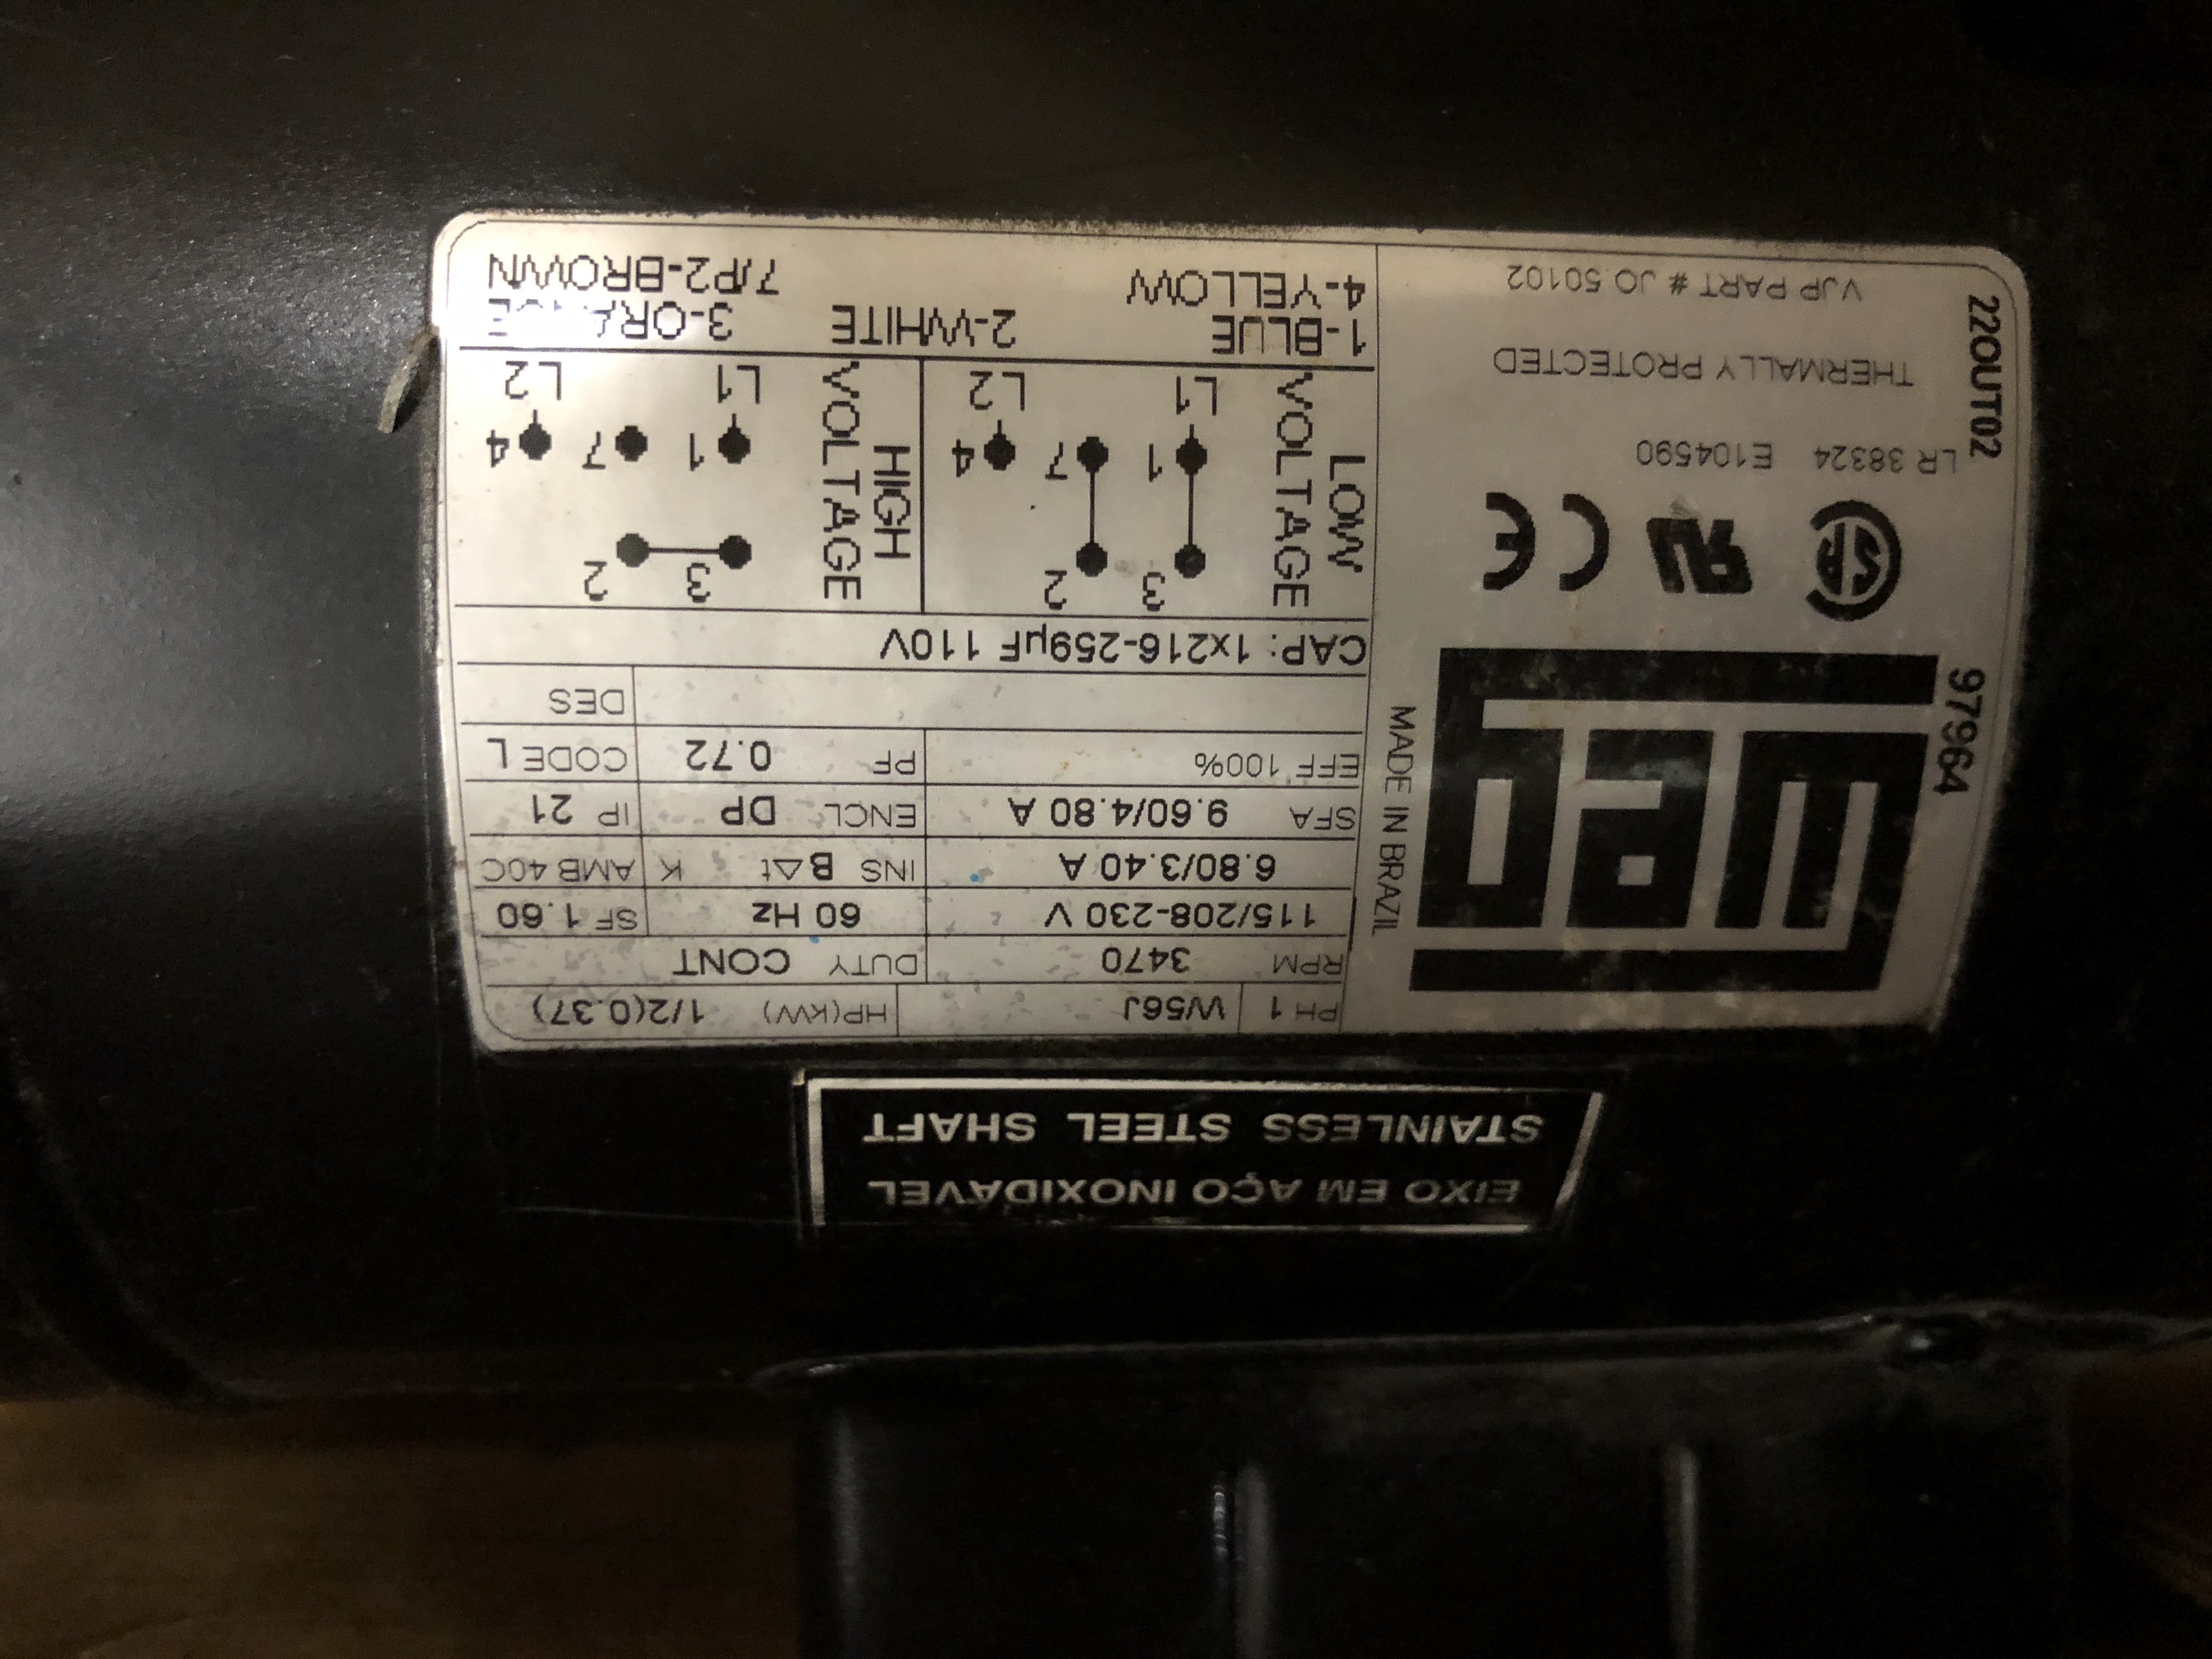 EIXO EM AÇO INOXIDÁVEL
STAINLESS STEEL SHAFT
WEG
MADE IN BRAZIL
97964
LR 38324 E104590
THERMALLY PROTECTED
VJP PART # JO 50102
22OUT02
PH 1 W56J HP(kW) 1/2(0.37)
RPM 3470 DUTY CONT
115/208-230 V 60 Hz SF 1.60
6.80/3.40 A INS B Δt K AMB 40C
SFA 9.60/4.80 A ENCL DP IP 21
EFF 100% PF 0.72 CODE L
DES
CAP: 1x216-259µF 110V
LOW VOLTAGE
3 2
1 7 4
L1 L2
HIGH VOLTAGE
3 2
1 7 4
L1 L2
1-BLUE 2-WHITE
4-YELLOW 7/P2-BROWN